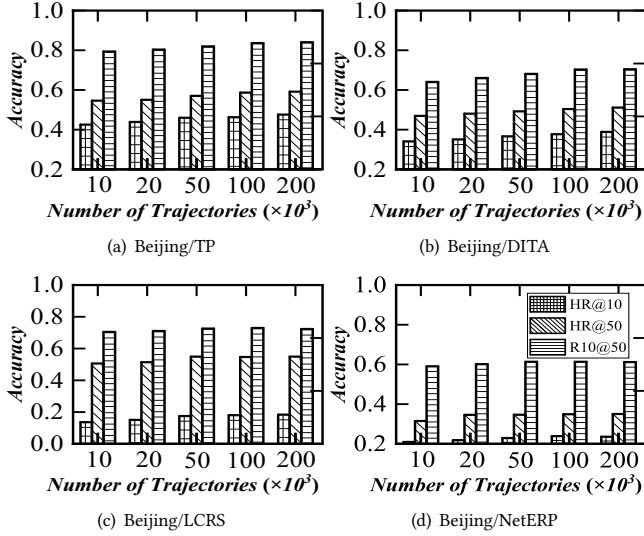 1.0
0.8
0.6
0.4
0.2
Accuracy
10 20 50 100 200
Number of Trajectories (×10³)
(a) Beijing/TP
1.0
0.8
0.6
0.4
0.2
Accuracy
10 20 50 100 200
Number of Trajectories (×10³)
(b) Beijing/DITA
1.0
0.8
0.6
0.4
0.2
0.0
Accuracy
10 20 50 100 200
Number of Trajectories (×10³)
(c) Beijing/LCRS
1.0
0.8
0.6
0.4
0.2
Accuracy
HR@10
HR@50
R10@50
10 20 50 100 200
Number of Trajectories (×10³)
(d) Beijing/NetERP